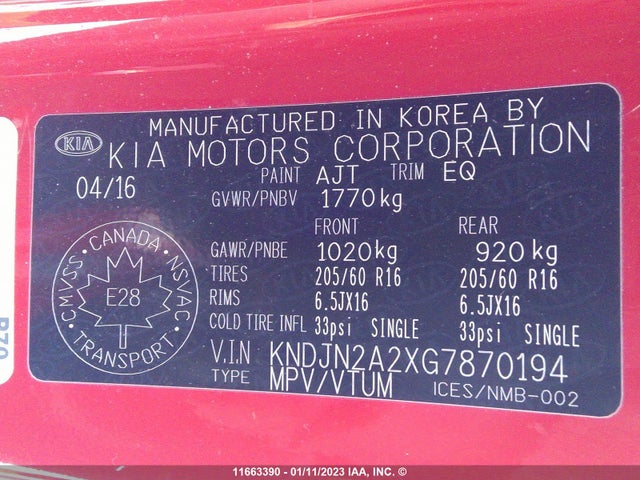 MANUFACTURED IN KOREA BY
KIA KIA MOTORS CORPORATION
04/16 PAINT AJT TRIM EQ
GVWR/PNBV 1770kg
FRONT REAR
GAWR/PNBE 1020kg 920kg
TIRES 205/60 R16 205/60 R16
RIMS 6.5JX16 6.5JX16
COLD TIRE INFL 33psi SINGLE 33psi SINGLE
V.I.N KNDJN2A2XG7870194
TYPE MPV/VTUM ICES/NMB-002
CMVSS • CANADA • NSVAC • TRANSPORT •
E28
11663390 - 01/11/2023 IAA, INC. ©